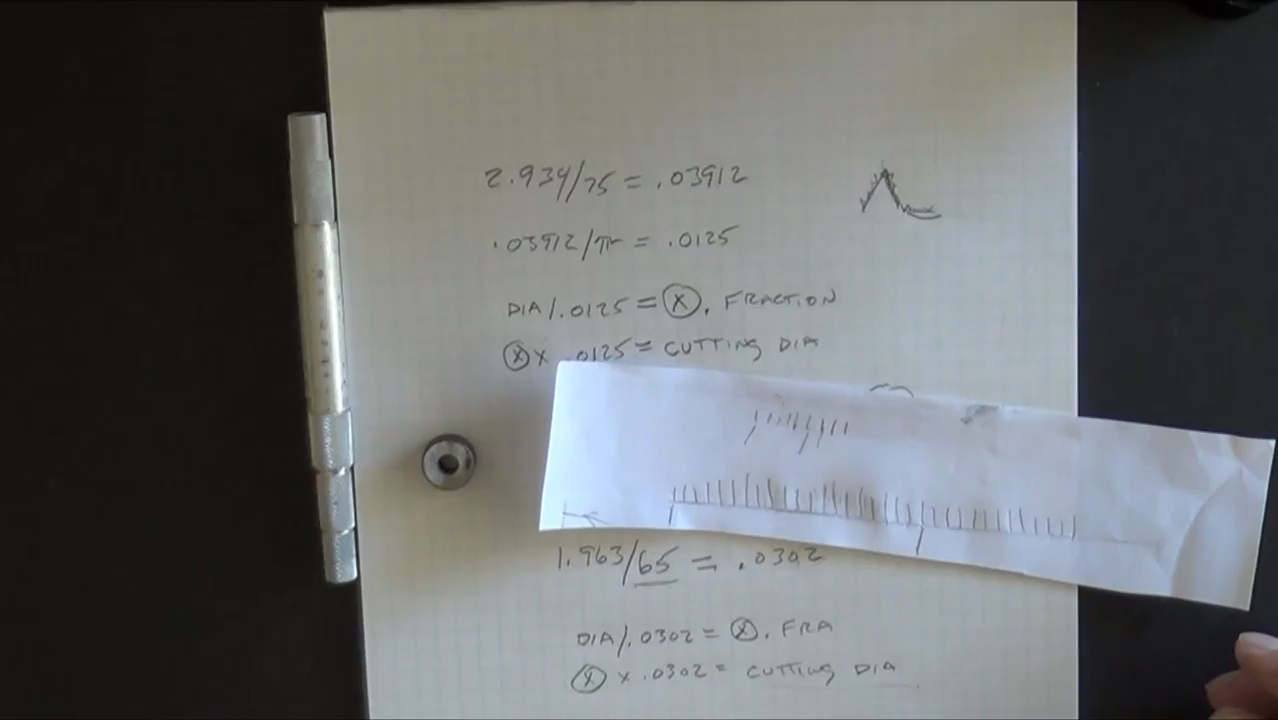 2.934/75 = .03912
.03912/π = .0125
DIA/.0125 = Ⓧ. FRACTION
Ⓧ x .0125 = CUTTING DIA
1.963/65 = .0302
DIA/.0302 = Ⓧ. FRA
Ⓧ x .0302 = CUTTING DIA